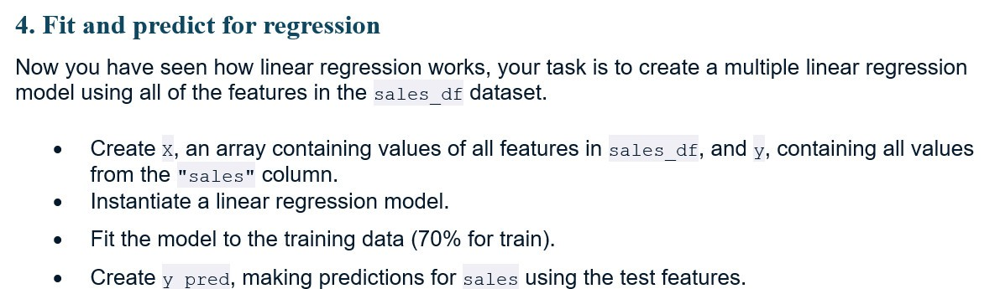 4. Fit and predict for regression
Now you have seen how linear regression works, your task is to create a multiple linear regression
model using all of the features in the sales_df dataset.
• Create X, an array containing values of all features in sales_df, and y, containing all values
from the "sales" column.
• Instantiate a linear regression model.
• Fit the model to the training data (70% for train).
• Create y_pred, making predictions for sales using the test features.